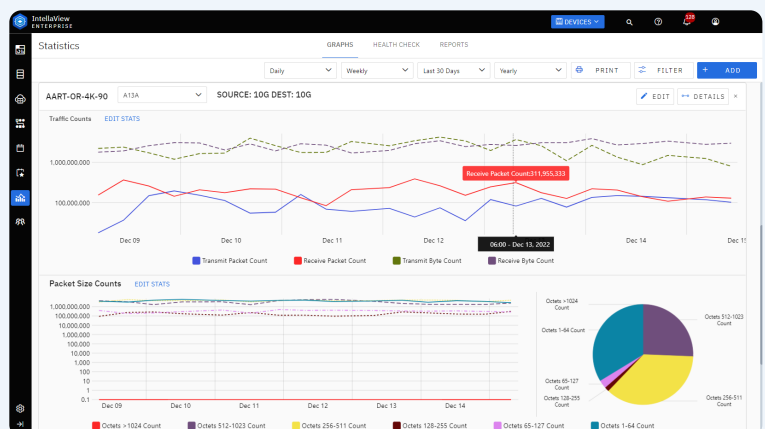 IntellaView
ENTERPRISE
DEVICES
128
Statistics
GRAPHS HEALTH CHECK REPORTS
Daily Weekly Last 30 Days Yearly PRINT FILTER + ADD
AART-OR-4K-90 A13A SOURCE: 10G DEST: 10G EDIT DETAILS ×
Traffic Counts EDIT STATS
1,000,000,000
Receive Packet Count:311,955,333
100,000,000
Dec 09 Dec 10 Dec 11 Dec 12 06:00 - Dec 13, 2022 Dec 14 Dec 15
Transmit Packet Count Receive Packet Count Transmit Byte Count Receive Byte Count
Packet Size Counts EDIT STATS
1,000,000,000
100,000,000
10,000,000
1,000,000
100,000
10,000
1,000
100
10
1
0.1
Dec 09 Dec 10 Dec 11 Dec 12 Dec 13 Dec 14
Octets >1024 Count
Octets 512-1023 Count
Octets 1-64 Count
Octets 65-127 Count
Octets 128-255 Count
Octets 256-511 Count
Octets >1024 Count Octets 512-1023 Count Octets 256-511 Count Octets 128-255 Count Octets 65-127 Count Octets 1-64 Count